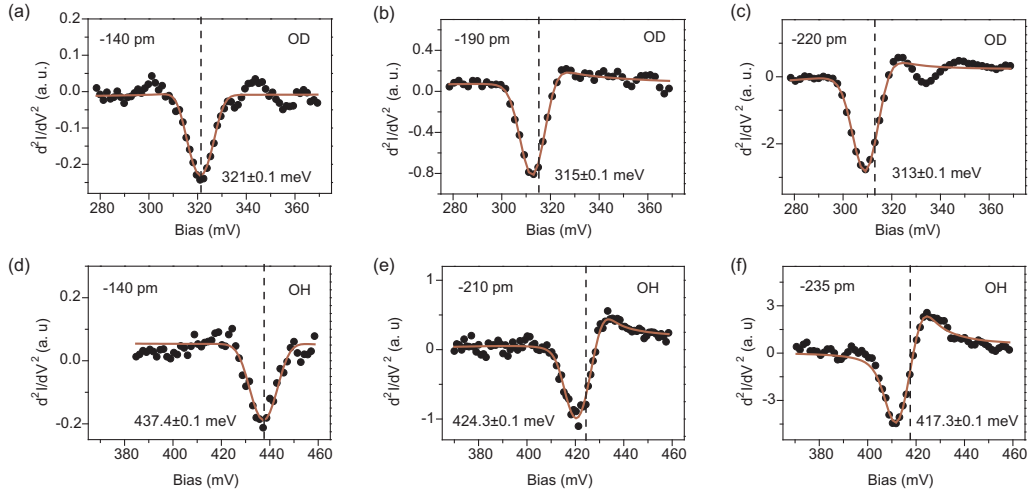 (a)
-140 pm
OD
321±0.1 meV
d²I/dV² (a. u.)
0.2
0.1
0.0
-0.1
-0.2
280 300 320 340 360
Bias (mV)
(b)
-190 pm
OD
315±0.1 meV
d²I/dV² (a. u.)
0.4
0.0
-0.4
-0.8
280 300 320 340 360
Bias (mV)
(c)
-220 pm
OD
313±0.1 meV
d²I/dV² (a. u.)
0
-2
280 300 320 340 360
Bias (mV)
(d)
-140 pm
OH
437.4±0.1 meV
d²I/dV² (a. u.)
0.2
0.0
-0.2
380 400 420 440 460
Bias (mV)
(e)
-210 pm
OH
424.3±0.1 meV
d²I/dV² (a. u)
1
0
-1
380 400 420 440 460
Bias (mV)
(f)
-235 pm
OH
417.3±0.1 meV
d²I/dV² (a. u)
3
0
-3
380 400 420 440 460
Bias (mV)